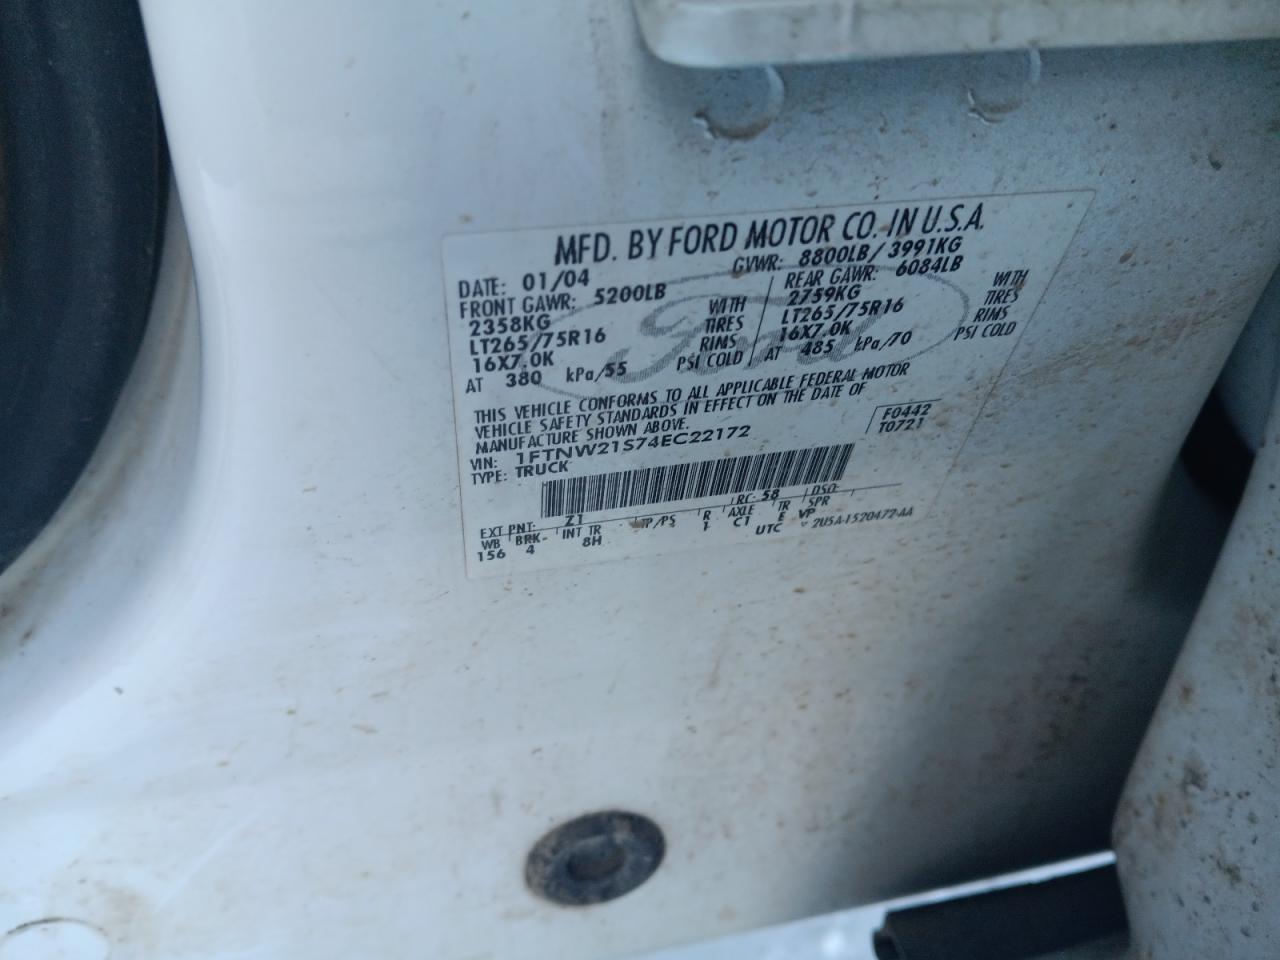 MFD. BY FORD MOTOR CO. IN U.S.A.
DATE: 01/04 GVWR: 8800LB/3991KG
FRONT GAWR: 5200LB REAR GAWR: 6084LB
2358KG WITH 2759KG WITH
LT265/75R16 TIRES LT265/75R16 TIRES
16X7.0K RIMS 16X7.0K RIMS
AT 380 kPa/55 PSI COLD AT 485 kPa/70 PSI COLD
Ford
THIS VEHICLE CONFORMS TO ALL APPLICABLE FEDERAL MOTOR
VEHICLE SAFETY STANDARDS IN EFFECT ON THE DATE OF
MANUFACTURE SHOWN ABOVE.
F0442
T0721
VIN: 1FTNW21S74EC22172
TYPE: TRUCK
EXT PNT: Z1 RC: 58 DSO:
WB BRK INT TR TP/PS R AXLE TR SPR
156 4 8H 1 C1 E VP
UTC 2U5A-1520472-AA